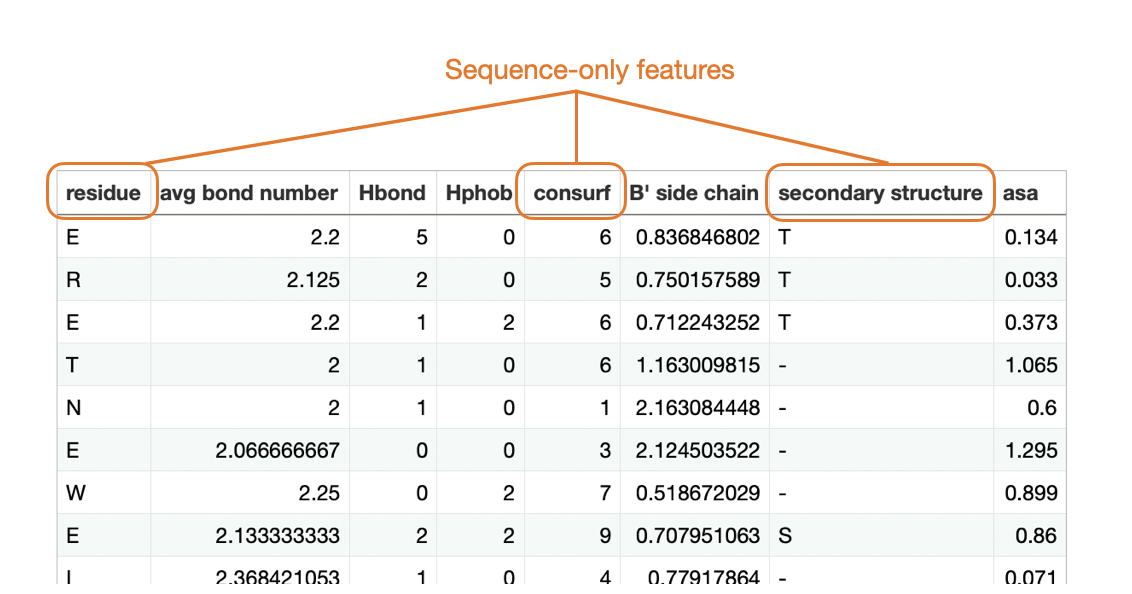 Sequence-only features
residue avg bond number Hbond Hphob consurf B' side chain secondary structure asa
E 2.2 5 0 6 0.836846802 T 0.134
R 2.125 2 0 5 0.750157589 T 0.033
E 2.2 1 2 6 0.712243252 T 0.373
T 2 1 0 6 1.163009815 - 1.065
N 2 1 0 1 2.163084448 - 0.6
E 2.066666667 0 0 3 2.124503522 - 1.295
W 2.25 0 2 7 0.518672029 - 0.899
E 2.133333333 2 2 9 0.707951063 S 0.86
I 2.368421053 1 0 4 0.77917864 - 0.071